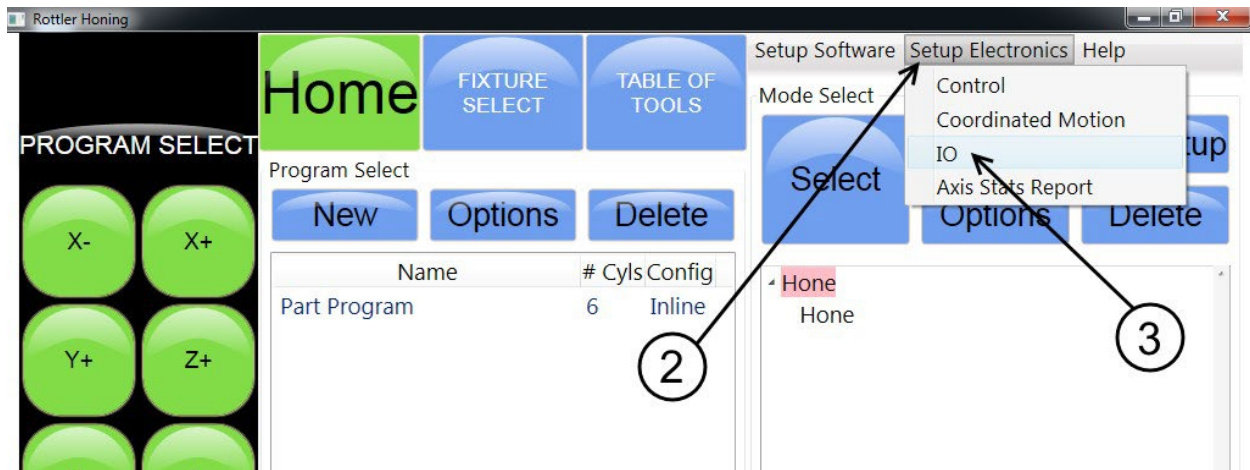 Rottler Honing
PROGRAM SELECT
X-
X+
Y+
Z+
Home
FIXTURE
SELECT
TABLE OF
TOOLS
Program Select
New
Options
Delete
Name # Cyls Config
Part Program 6 Inline
Setup Software Setup Electronics Help
Control
Coordinated Motion
IO
Axis Stats Report
Mode Select
Select
Options
Delete
Hone
Hone
2
3